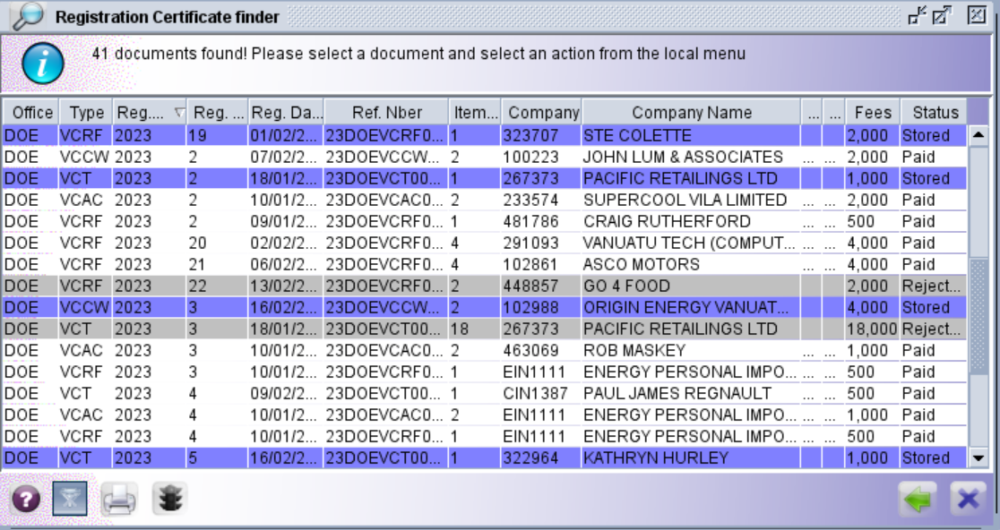 Registration Certificate finder
41 documents found! Please select a document and select an action from the local menu
Office Type Reg.... Reg. ... Reg. Da... Ref. Nber Item... Company Company Name ... ... Fees Status
DOE VCRF 2023 19 01/02/2... 23DOEVCRF0... 1 323707 STE COLETTE 2,000 Stored
DOE VCCW 2023 2 07/02/2... 23DOEVCCW... 2 100223 JOHN LUM & ASSOCIATES ... ... 2,000 Paid
DOE VCT 2023 2 18/01/2... 23DOEVCT00... 1 267373 PACIFIC RETAILINGS LTD 1,000 Stored
DOE VCAC 2023 2 10/01/2... 23DOEVCAC0... 2 233574 SUPERCOOL VILA LIMITED ... ... 2,000 Paid
DOE VCRF 2023 2 09/01/2... 23DOEVCRF0... 1 481786 CRAIG RUTHERFORD ... ... 500 Paid
DOE VCRF 2023 20 02/02/2... 23DOEVCRF0... 4 291093 VANUATU TECH (COMPUT... ... ... 4,000 Paid
DOE VCRF 2023 21 06/02/2... 23DOEVCRF0... 4 102861 ASCO MOTORS ... ... 4,000 Paid
DOE VCRF 2023 22 13/02/2... 23DOEVCRF0... 2 448857 GO 4 FOOD 2,000 Reject...
DOE VCCW 2023 3 16/02/2... 23DOEVCCW... 2 102988 ORIGIN ENERGY VANUAT... 4,000 Stored
DOE VCT 2023 3 18/01/2... 23DOEVCT00... 18 267373 PACIFIC RETAILINGS LTD 18,000 Reject...
DOE VCAC 2023 3 10/01/2... 23DOEVCAC0... 2 463069 ROB MASKEY ... ... 1,000 Paid
DOE VCRF 2023 3 10/01/2... 23DOEVCRF0... 1 EIN1111 ENERGY PERSONAL IMPO... ... ... 500 Paid
DOE VCT 2023 4 09/02/2... 23DOEVCT00... 1 CIN1387 PAUL JAMES REGNAULT ... ... 500 Paid
DOE VCAC 2023 4 10/01/2... 23DOEVCAC0... 2 EIN1111 ENERGY PERSONAL IMPO... ... ... 1,000 Paid
DOE VCRF 2023 4 10/01/2... 23DOEVCRF0... 1 EIN1111 ENERGY PERSONAL IMPO... ... ... 500 Paid
DOE VCT 2023 5 16/02/2... 23DOEVCT00... 1 322964 KATHRYN HURLEY 1,000 Stored